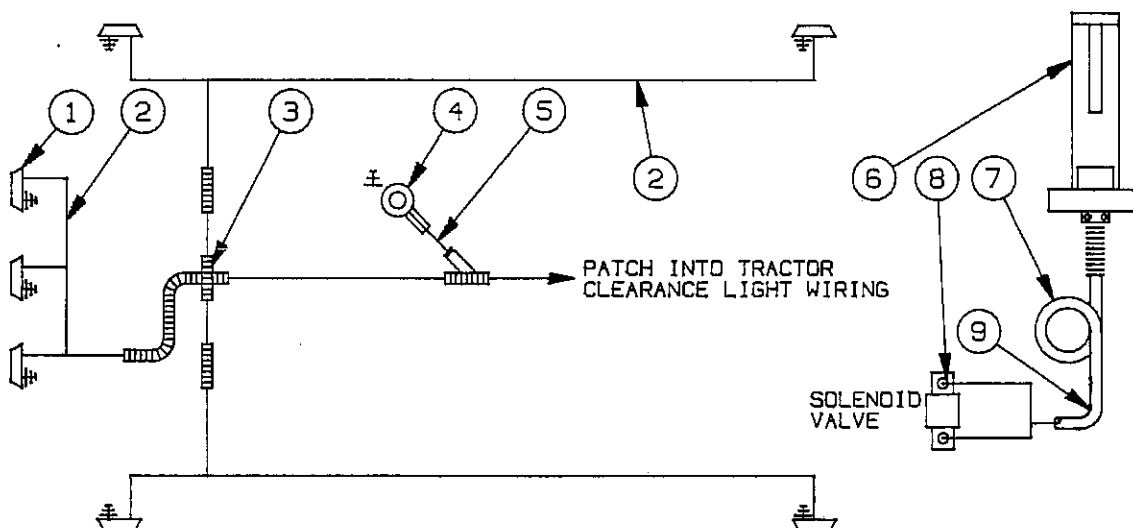 1
2
3
4
5
2
6
8
7
PATCH INTO TRACTOR
CLEARANCE LIGHT WIRING
9
SOLENOID
VALVE